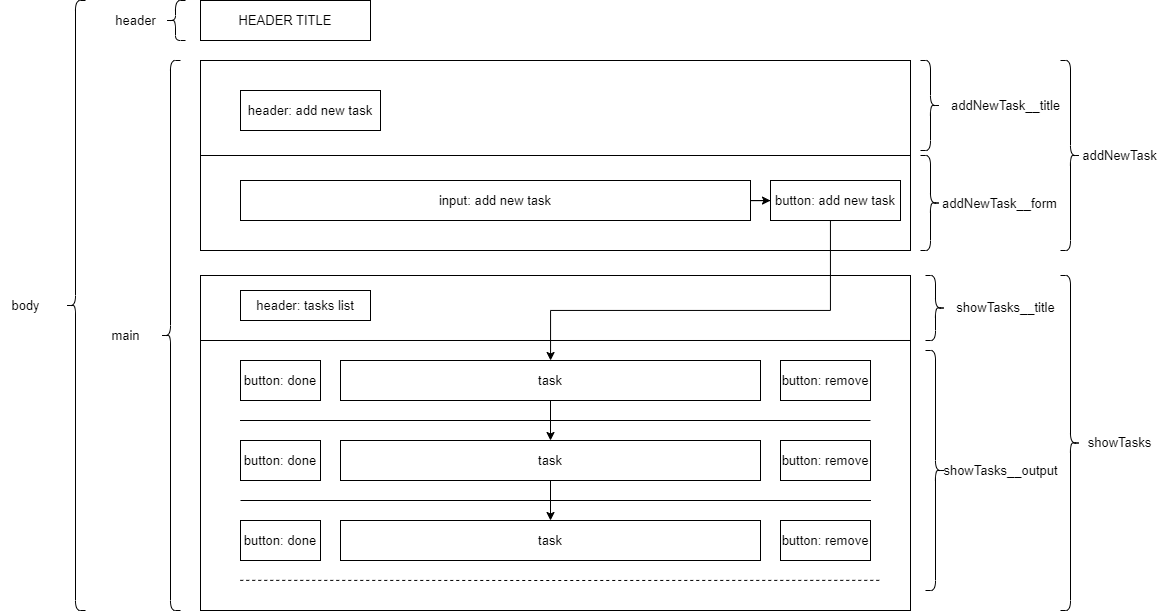 header
HEADER TITLE
header: add new task
addNewTask__title
addNewTask
input: add new task
button: add new task
addNewTask__form
body
main
header: tasks list
showTasks__title
button: done
task
button: remove
showTasks
button: done
task
button: remove
showTasks__output
button: done
task
button: remove